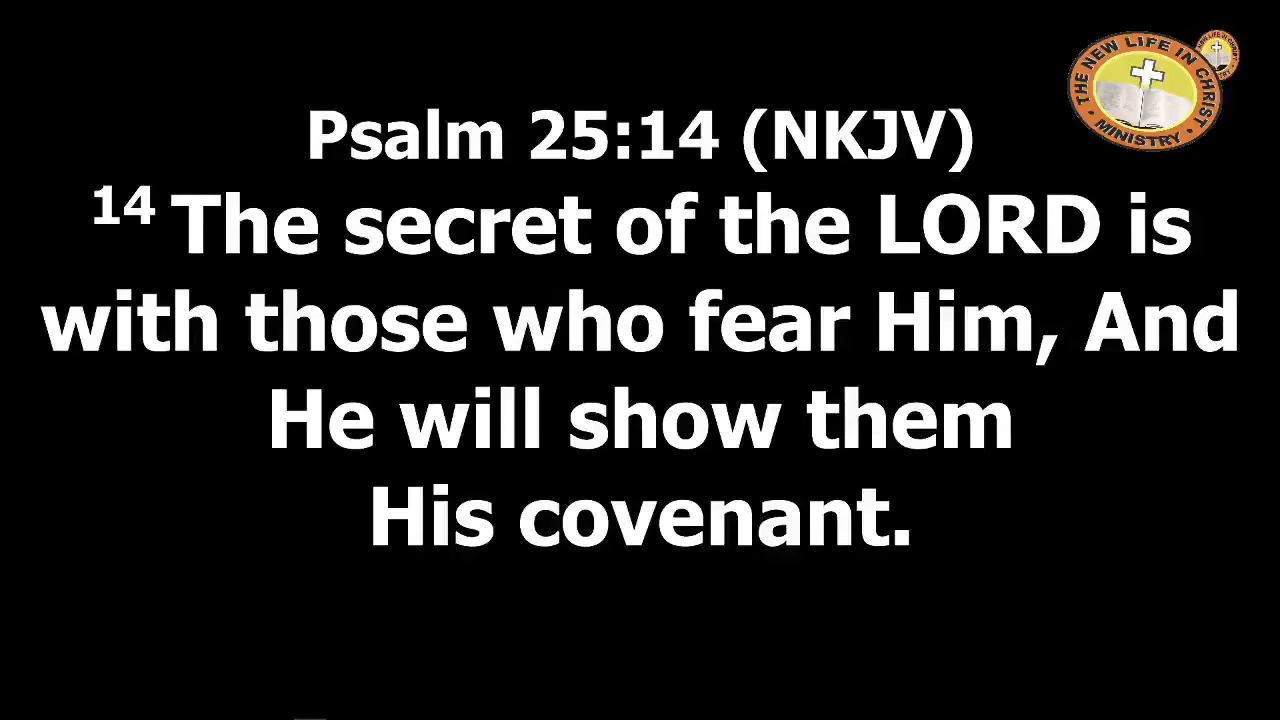 Psalm 25:14 (NKJV)
14 The secret of the LORD is
with those who fear Him, And
He will show them
His covenant.
THE NEW LIFE IN CHRIST
• MINISTRY •